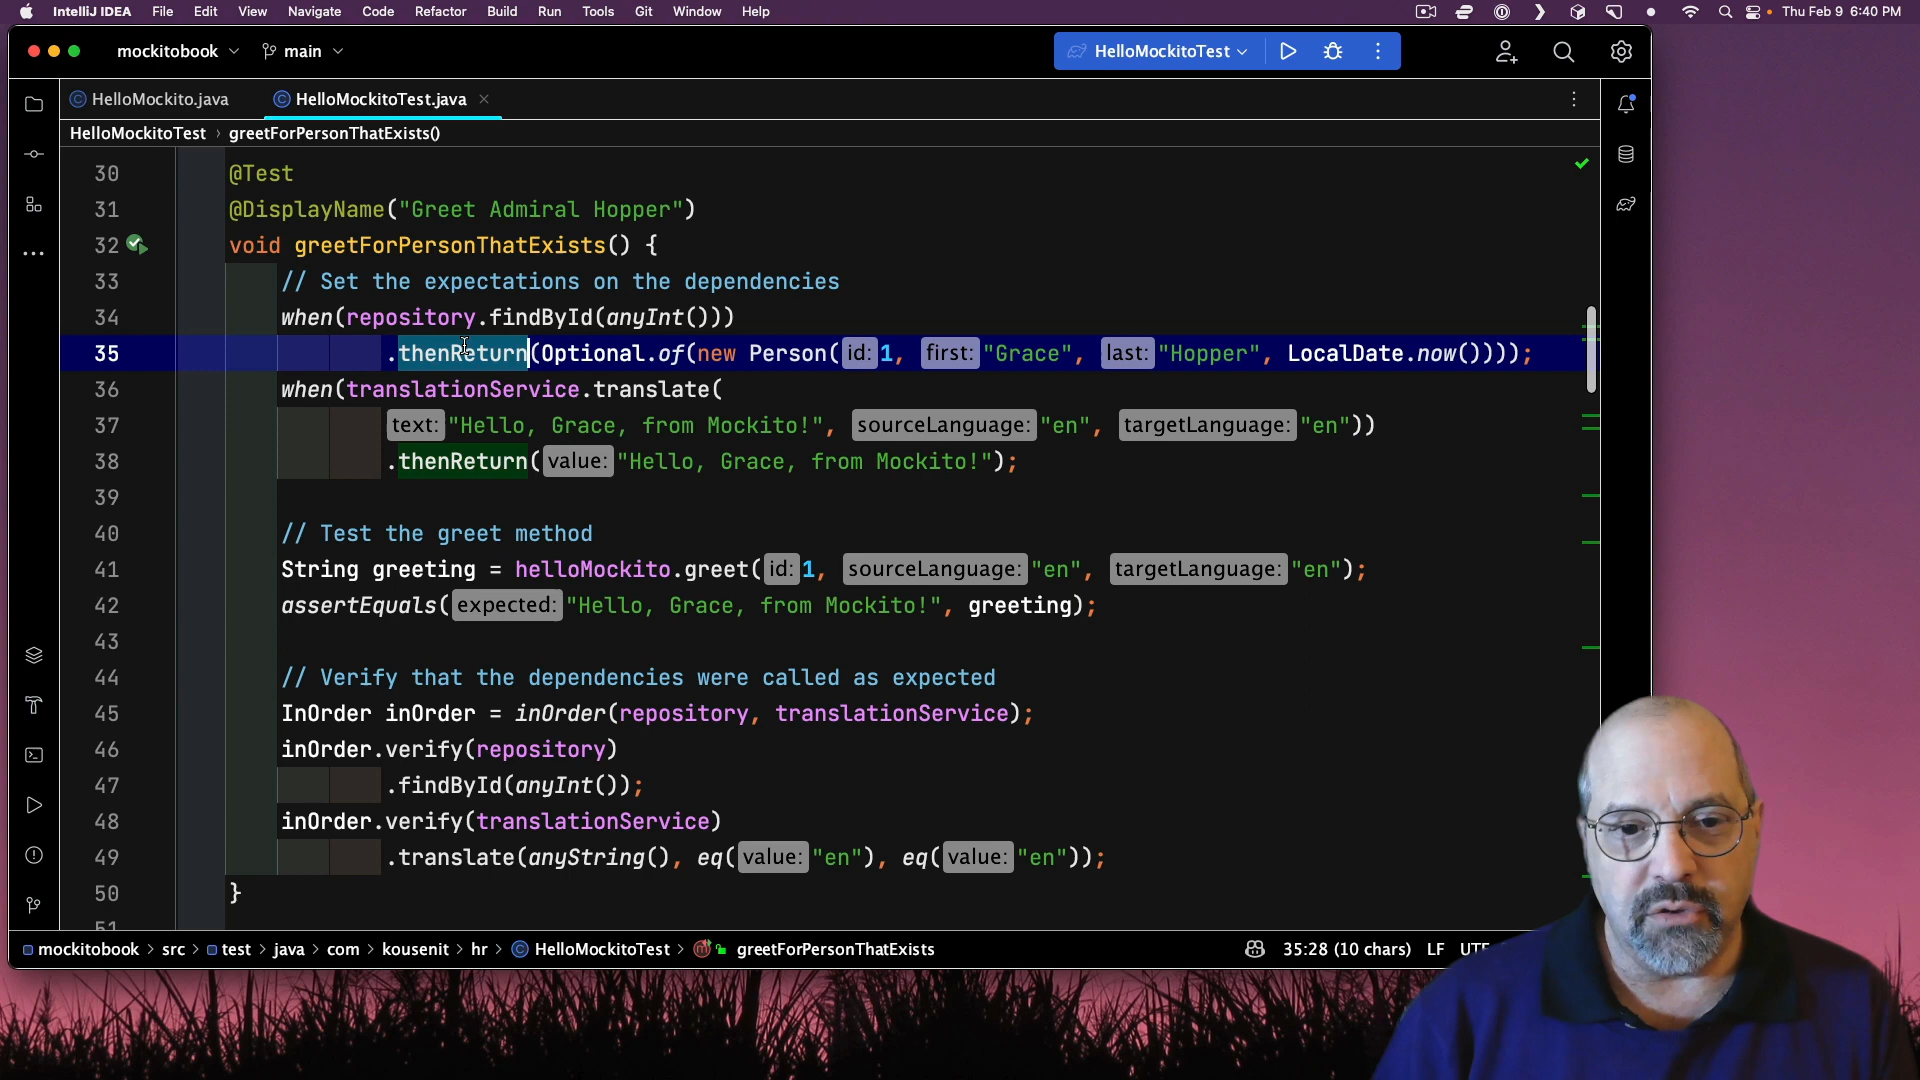 IntelliJ IDEA File Edit View Navigate Code Refactor Build Run Tools Git Window Help Thu Feb 9 6:40 PM
mockitobook main HelloMockitoTest
HelloMockito.java HelloMockitoTest.java
HelloMockitoTest › greetForPersonThatExists()
30 @Test
31 @DisplayName("Greet Admiral Hopper")
32 void greetForPersonThatExists() {
33 // Set the expectations on the dependencies
34 when(repository.findById(anyInt()))
35 .thenReturn(Optional.of(new Person( id: 1, first: "Grace", last: "Hopper", LocalDate.now())));
36 when(translationService.translate(
37 text: "Hello, Grace, from Mockito!", sourceLanguage: "en", targetLanguage: "en"))
38 .thenReturn( value: "Hello, Grace, from Mockito!");
39
40 // Test the greet method
41 String greeting = helloMockito.greet( id: 1, sourceLanguage: "en", targetLanguage: "en");
42 assertEquals( expected: "Hello, Grace, from Mockito!", greeting);
43
44 // Verify that the dependencies were called as expected
45 InOrder inOrder = inOrder(repository, translationService);
46 inOrder.verify(repository)
47 .findById(anyInt());
48 inOrder.verify(translationService)
49 .translate(anyString(), eq( value: "en"), eq( value: "en"));
50 }
51
mockitobook > src > test > java > com > kousenit > hr > HelloMockitoTest > greetForPersonThatExists 35:28 (10 chars) LF